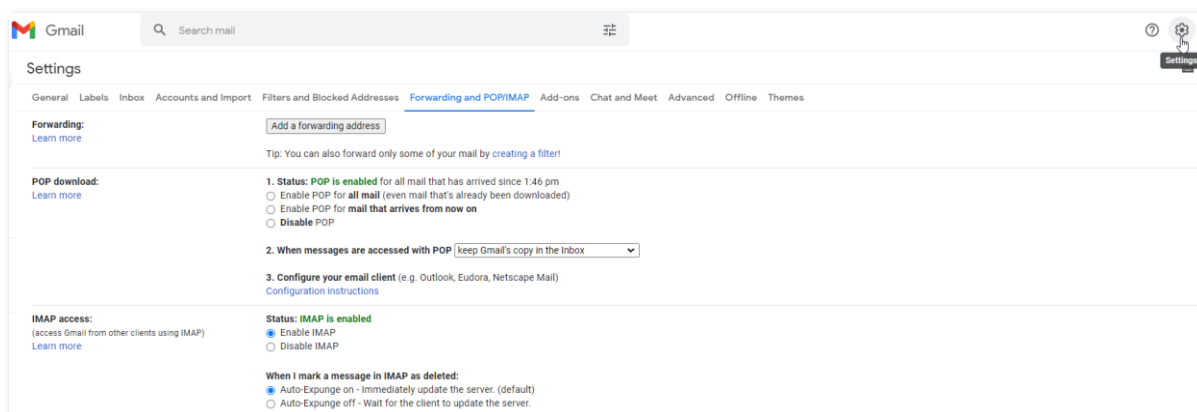 Gmail
Search mail
Settings
Settings
General Labels Inbox Accounts and Import Filters and Blocked Addresses Forwarding and POP/IMAP Add-ons Chat and Meet Advanced Offline Themes
Forwarding:
Learn more
Add a forwarding address
Tip: You can also forward only some of your mail by creating a filter!
POP download:
Learn more
1. Status: POP is enabled for all mail that has arrived since 1:46 pm
Enable POP for all mail (even mail that's already been downloaded)
Enable POP for mail that arrives from now on
Disable POP
2. When messages are accessed with POP keep Gmail's copy in the Inbox
3. Configure your email client (e.g. Outlook, Eudora, Netscape Mail)
Configuration instructions
IMAP access:
(access Gmail from other clients using IMAP)
Learn more
Status: IMAP is enabled
Enable IMAP
Disable IMAP
When I mark a message in IMAP as deleted:
Auto-Expunge on - Immediately update the server. (default)
Auto-Expunge off - Wait for the client to update the server.